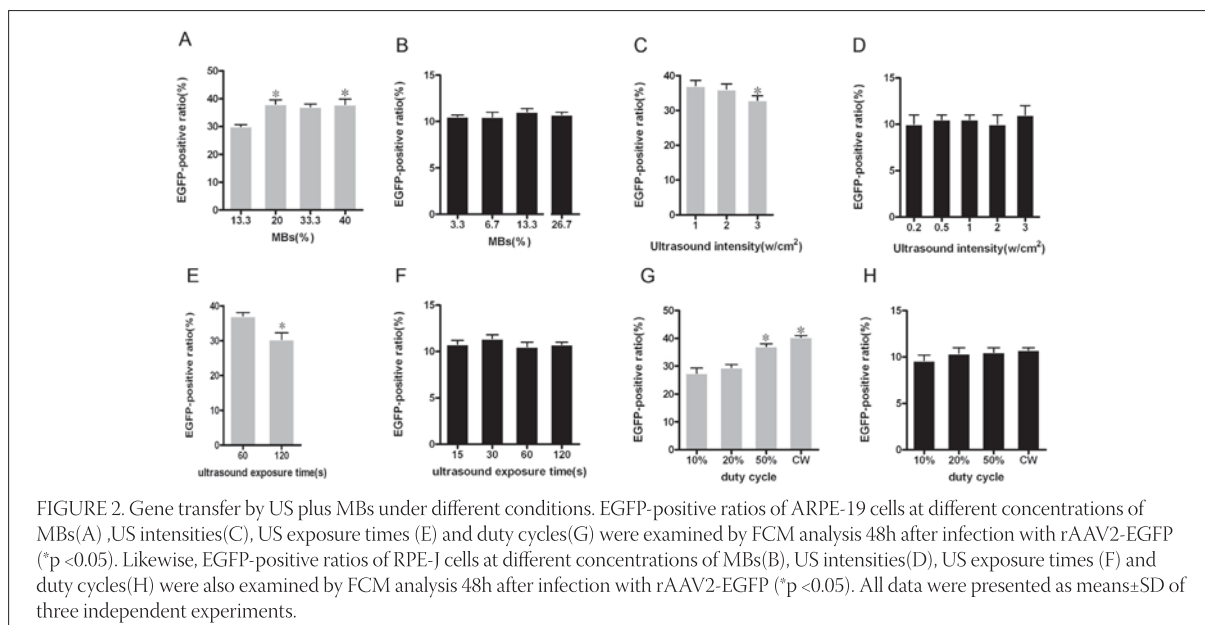 A
EGFP-positive ratio(%)
50
40
30
20
10
0
*
*
13.3 20 33.3 40
MBs(%)
B
EGFP-positive ratio(%)
15
10
5
0
3.3 6.7 13.3 26.7
MBs(%)
C
EGFP-positive ratio(%)
40
30
20
10
0
*
1 2 3
Ultrasound intensity(w/cm²)
D
EGFP-positive ratio(%)
15
10
5
0
0.2 0.5 1 2 3
Ultrasound intensity(w/cm²)
E
EGFP-positive ratio(%)
40
30
20
10
0
*
60 120
ultrasound exposure time(s)
F
EGFP-positive ratio(%)
15
10
5
0
15 30 60 120
ultrasound exposure time(s)
G
EGFP-positive ratio(%)
50
40
30
20
10
0
*
*
10% 20% 50% CW
duty cycle
H
EGFP-positive ratio(%)
15
10
5
0
10% 20% 50% CW
duty cycle
FIGURE 2. Gene transfer by US plus MBs under different conditions. EGFP-positive ratios of ARPE-19 cells at different concentrations of
MBs(A) ,US intensities(C), US exposure times (E) and duty cycles(G) were examined by FCM analysis 48h after infection with rAAV2-EGFP
(*p <0.05). Likewise, EGFP-positive ratios of RPE-J cells at different concentrations of MBs(B), US intensities(D), US exposure times (F) and
duty cycles(H) were also examined by FCM analysis 48h after infection with rAAV2-EGFP (*p <0.05). All data were presented as means±SD of
three independent experiments.